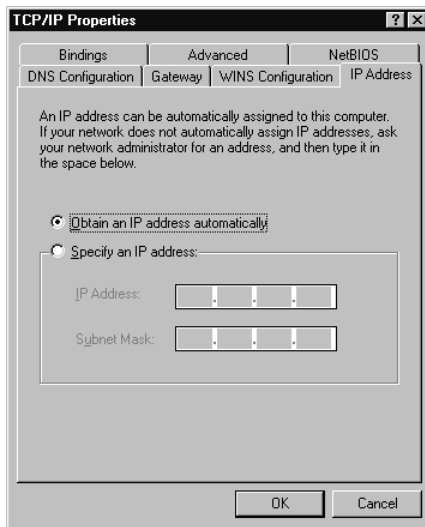 TCP/IP Properties
Bindings Advanced NetBIOS
DNS Configuration Gateway WINS Configuration IP Address
An IP address can be automatically assigned to this computer.
If your network does not automatically assign IP addresses, ask
your network administrator for an address, and then type it in
the space below.
Obtain an IP address automatically
Specify an IP address:
IP Address:
Subnet Mask:
OK Cancel